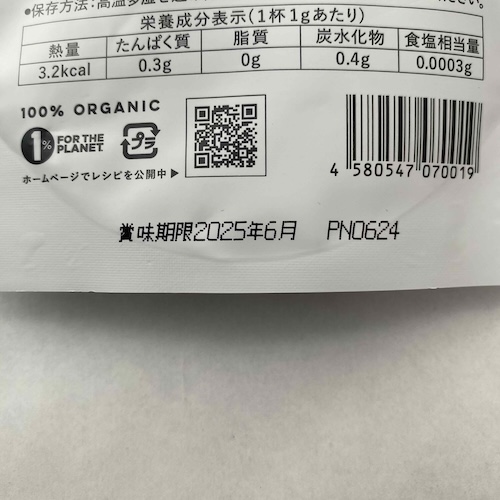 ●保存方法:高温多湿を避
ださい。
栄養成分表示(1杯1gあたり)
熱量 たんぱく質 脂質 炭水化物 食塩相当量
3.2kcal 0.3g 0g 0.4g 0.0003g
100% ORGANIC
1% FOR THE PLANET
プラ
ホームページでレシピを公開中▶
4 580547 070019
賞味期限2025年6月 PN0624